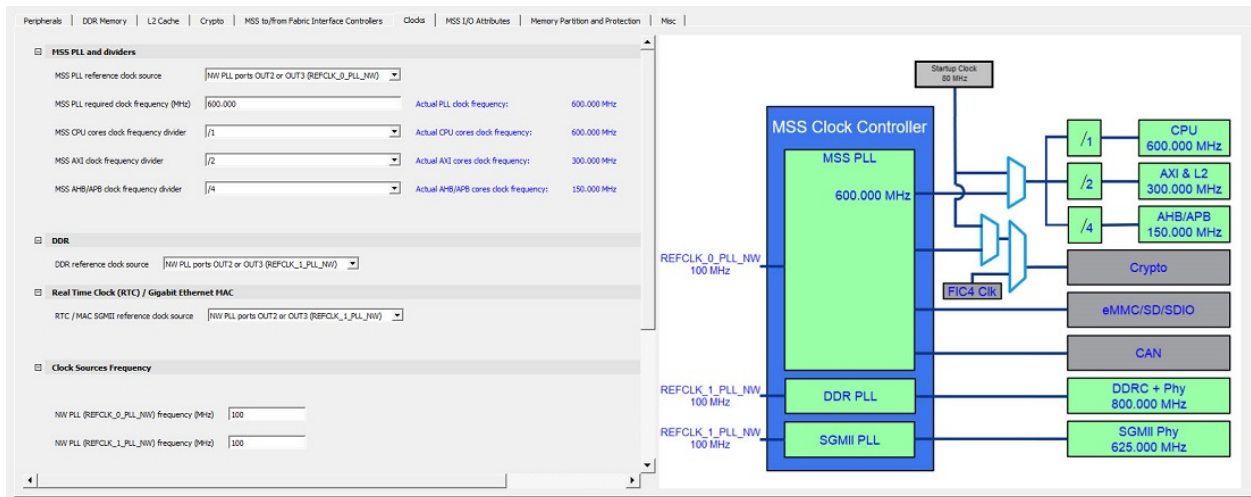 Peripherals | DDR Memory | L2 Cache | Crypto | MSS to/from Fabric Interface Controllers | Clocks | MSS I/O Attributes | Memory Partition and Protection | Misc |
MSS PLL and dividers
MSS PLL reference clock source NW PLL ports OUT2 or OUT3 (REFCLK_0_PLL_NW)
MSS PLL required clock frequency (MHz) 600.000 Actual PLL clock frequency: 600.000 MHz
MSS CPU cores clock frequency divider /1 Actual CPU cores clock frequency: 600.000 MHz
MSS AXI clock frequency divider /2 Actual AXI cores clock frequency: 300.000 MHz
MSS AHB/APB clock frequency divider /4 Actual AHB/APB cores clock frequency: 150.000 MHz
DDR
DDR reference clock source NW PLL ports OUT2 or OUT3 (REFCLK_1_PLL_NW)
Real Time Clock (RTC) / Gigabit Ethernet MAC
RTC / MAC SGMII reference clock source NW PLL ports OUT2 or OUT3 (REFCLK_1_PLL_NW)
Clock Sources Frequency
NW PLL (REFCLK_0_PLL_NW) frequency (MHz) 100
NW PLL (REFCLK_1_PLL_NW) frequency (MHz) 100
Startup Clock
80 MHz
MSS Clock Controller
MSS PLL
600.000 MHz
/1
CPU
600.000 MHz
/2
AXI & L2
300.000 MHz
/4
AHB/APB
150.000 MHz
REFCLK_0_PLL_NW
100 MHz
FIC4 Clk
Crypto
eMMC/SD/SDIO
CAN
REFCLK_1_PLL_NW
100 MHz
DDR PLL
DDRC + Phy
800.000 MHz
REFCLK_1_PLL_NW
100 MHz
SGMII PLL
SGMII Phy
625.000 MHz